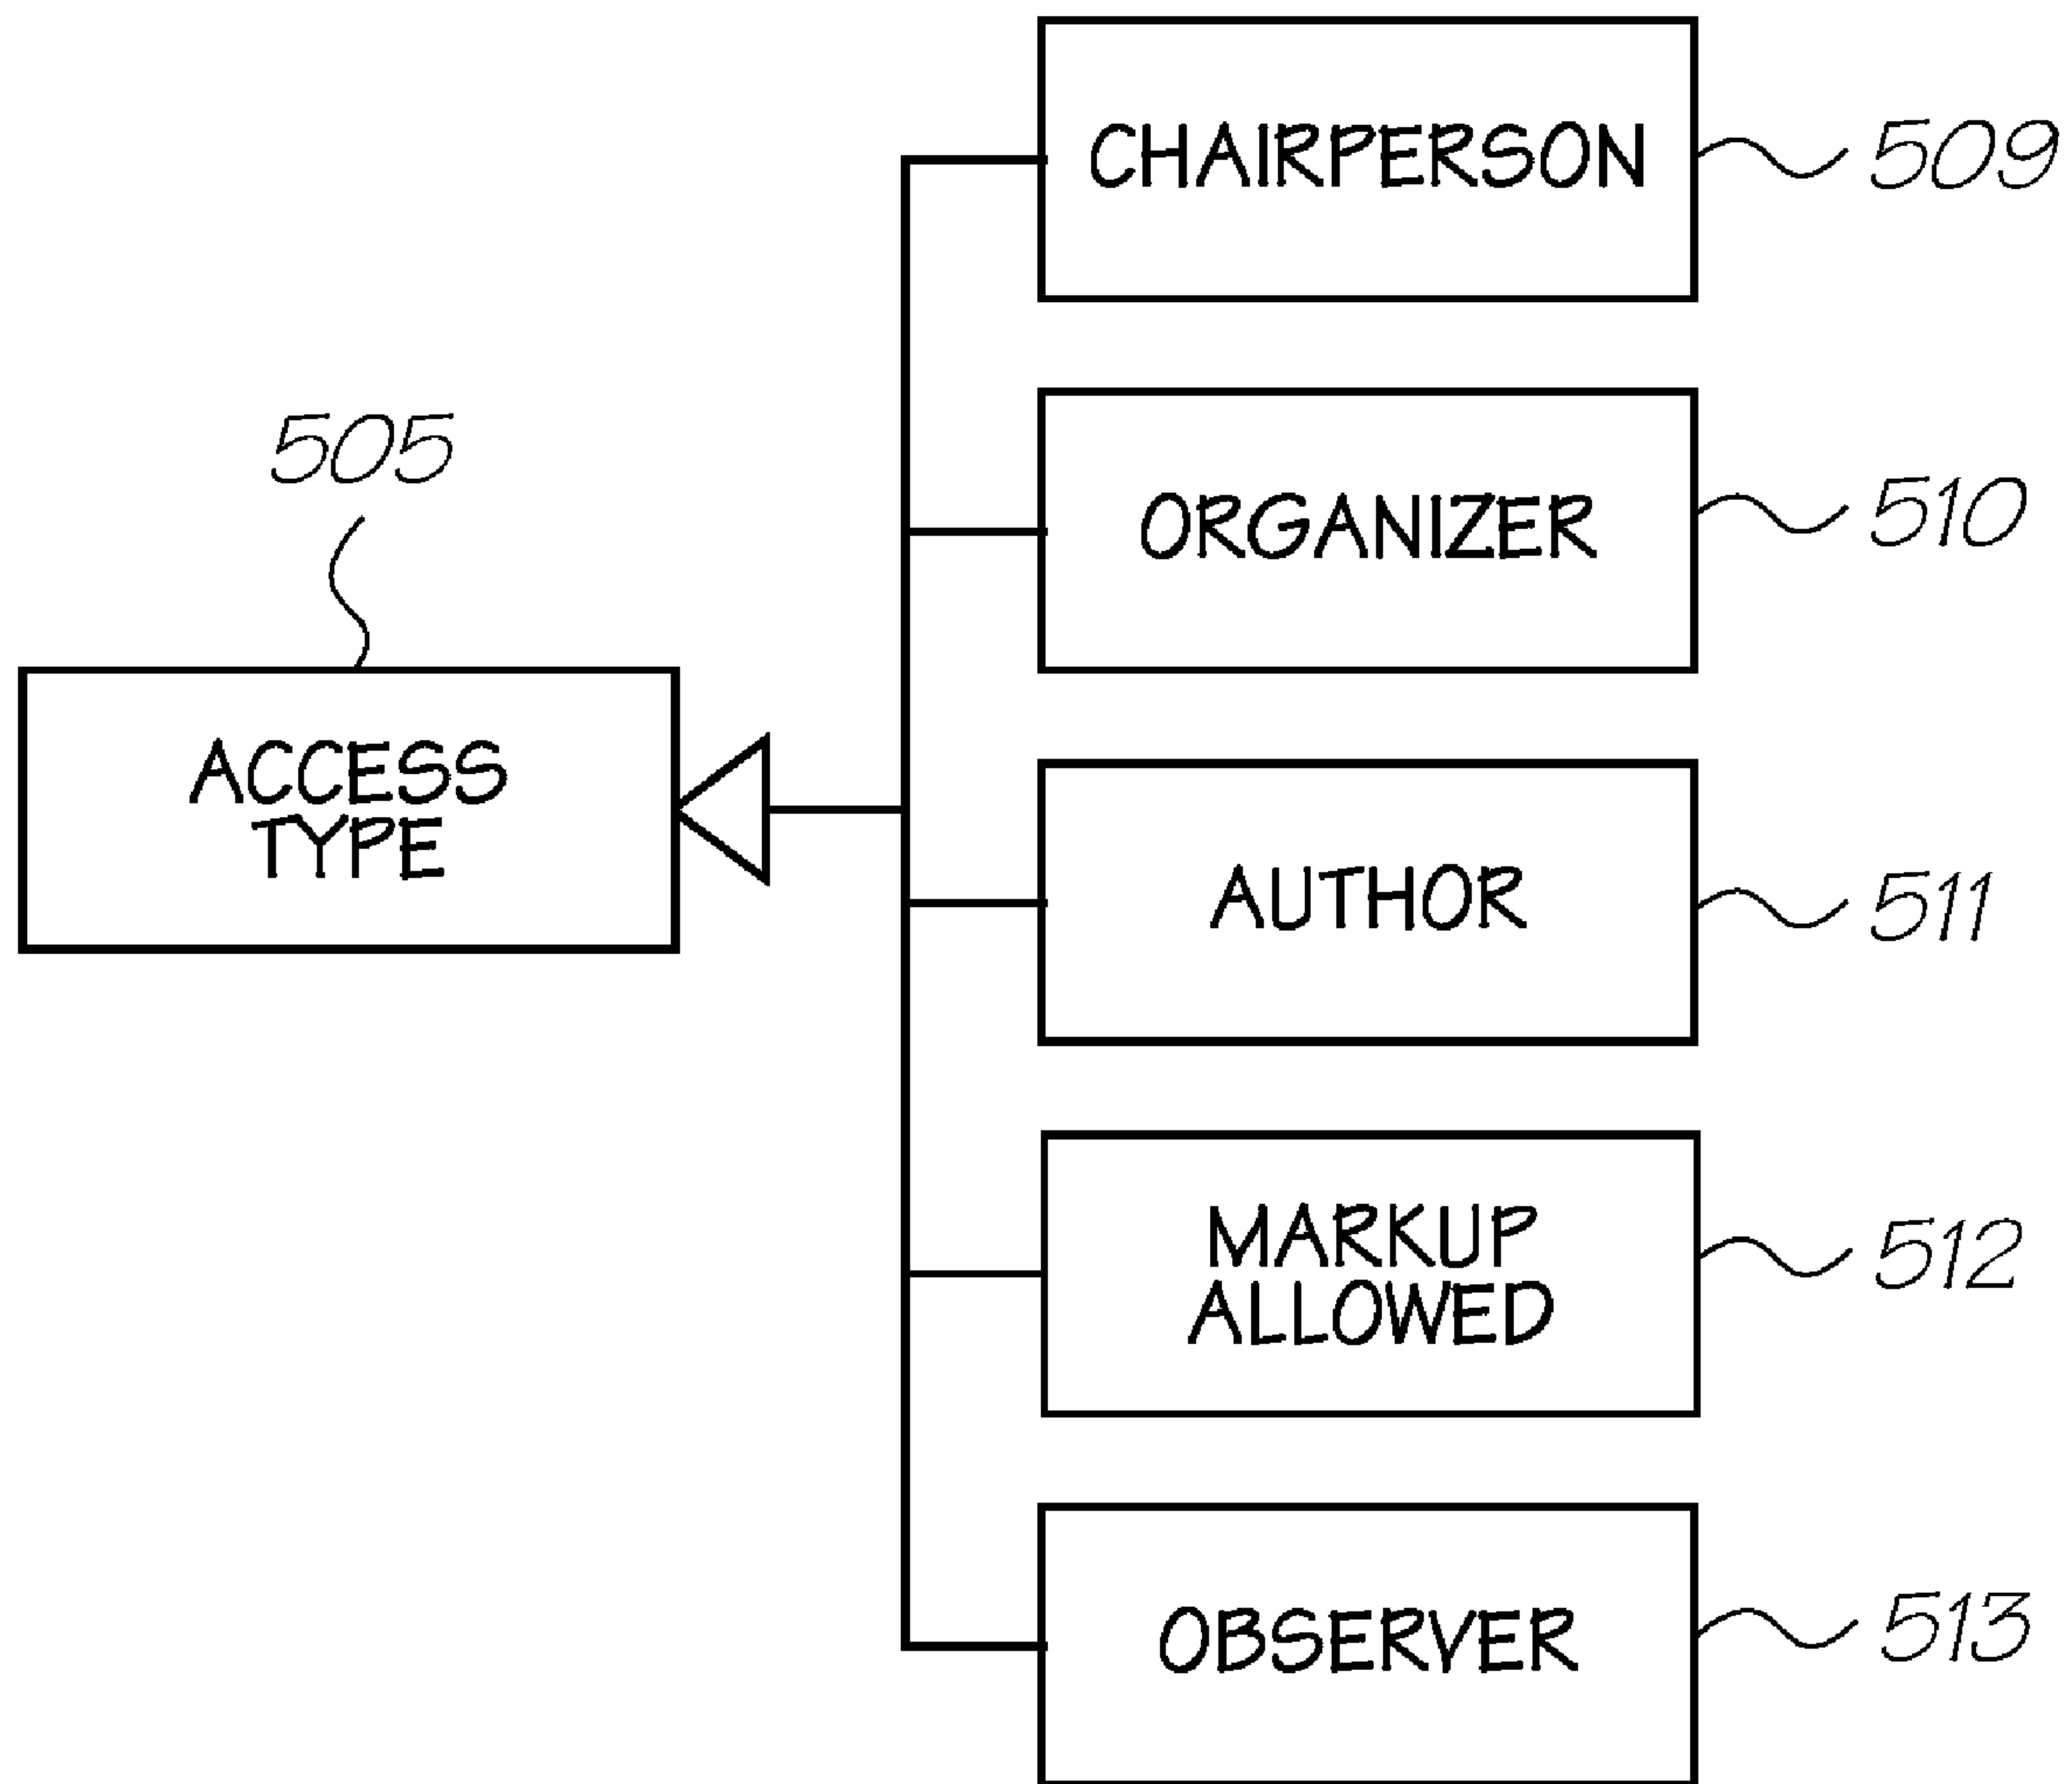 CHAIRPERSON
509
505
ORGANIZER
510
ACCESS
TYPE
AUTHOR
511
MARKUP
ALLOWED
512
OBSERVER
513